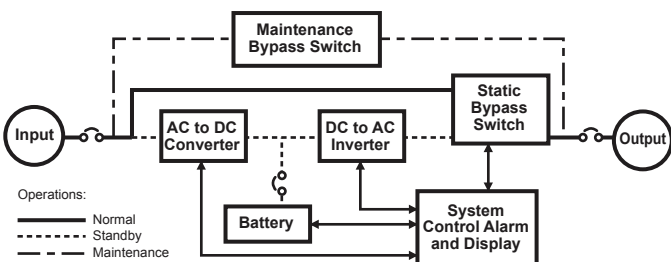 Maintenance
Bypass Switch
Input
AC to DC
Converter
DC to AC
Inverter
Static
Bypass
Switch
Output
Battery
System
Control Alarm
and Display
Operations:
Normal
Standby
Maintenance